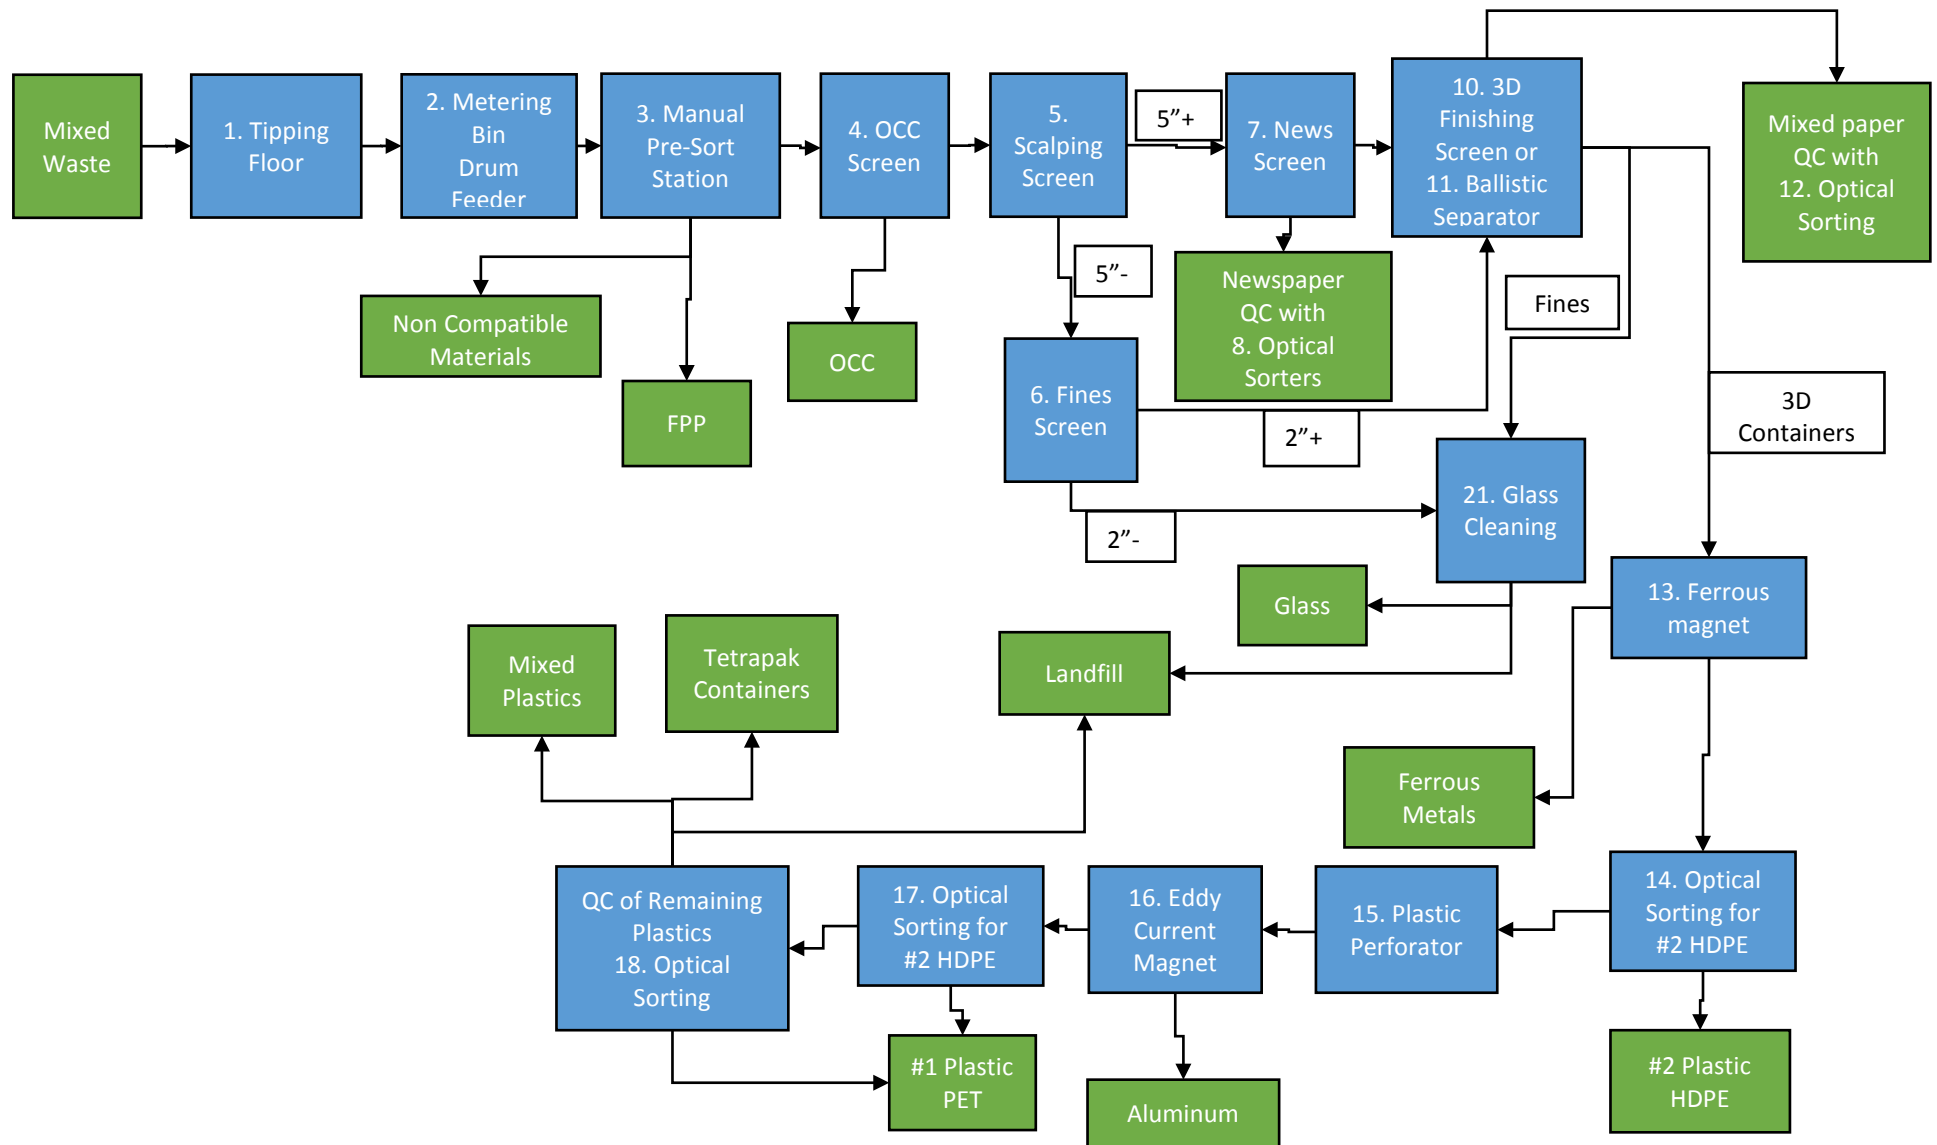 Mixed
Waste
1. Tipping
Floor
2. Metering
Bin
Drum
Feeder
3. Manual
Pre-Sort
Station
4. OCC
Screen
5.
Scalping
Screen
5”+
7. News
Screen
10. 3D
Finishing
Screen or
11. Ballistic
Separator
Mixed paper
QC with
12. Optical
Sorting
Non Compatible
Materials
FPP
OCC
5”-
Newspaper
QC with
8. Optical
Sorters
Fines
6. Fines
Screen
2”+
2”-
3D
Containers
21. Glass
Cleaning
Glass
Landfill
13. Ferrous
magnet
Mixed
Plastics
Tetrapak
Containers
Ferrous
Metals
QC of Remaining
Plastics
18. Optical
Sorting
17. Optical
Sorting for
#2 HDPE
16. Eddy
Current
Magnet
15. Plastic
Perforator
14. Optical
Sorting for
#2 HDPE
#1 Plastic
PET
Aluminum
#2 Plastic
HDPE